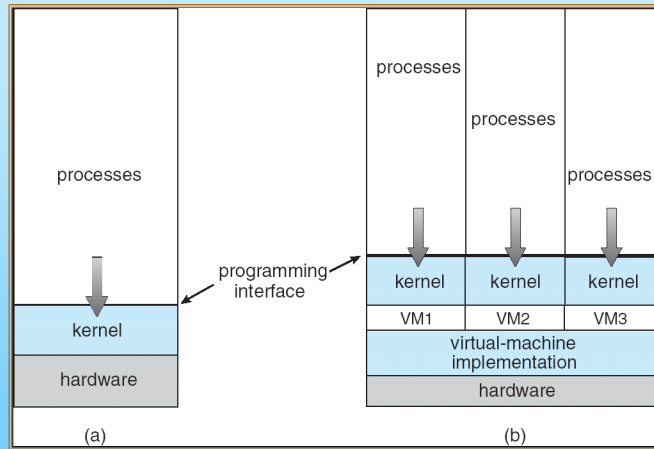 processes
programming
interface
kernel
hardware
(a)
processes
processes
processes
kernel
kernel
kernel
VM1
VM2
VM3
virtual-machine
implementation
hardware
(b)